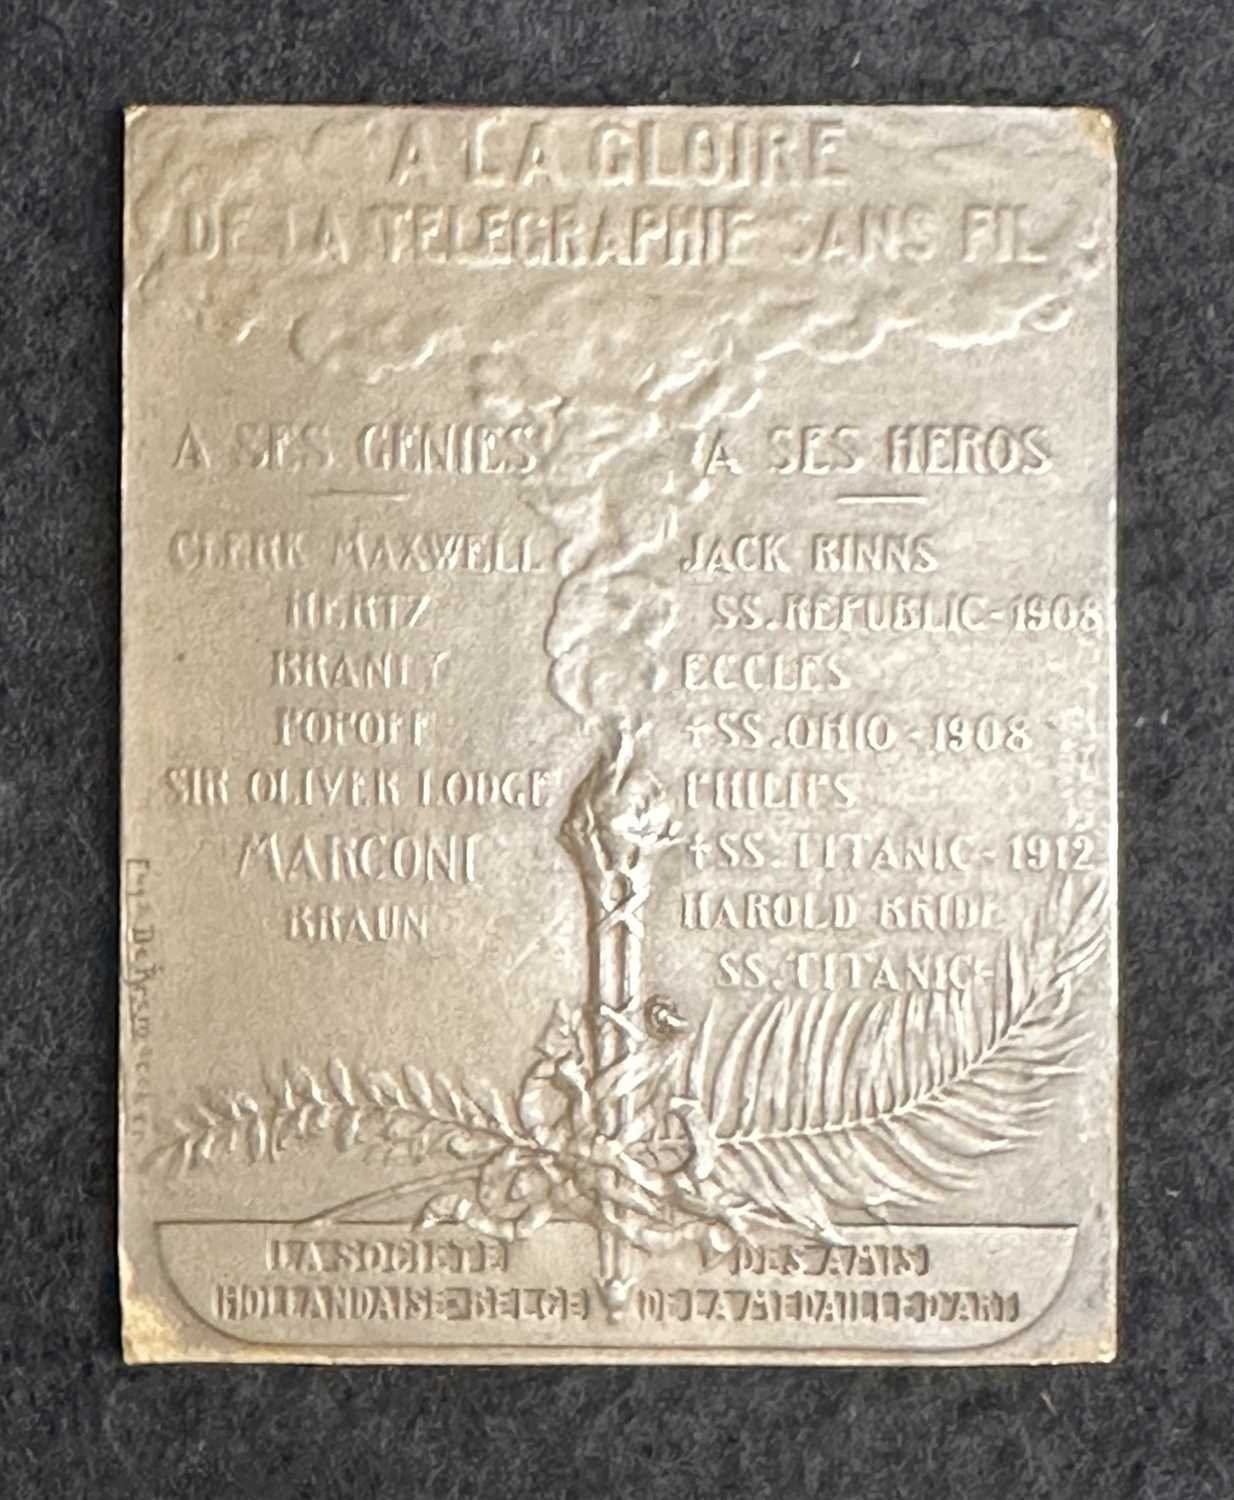 A LA GLOIRE
DE LA TELEGRAPHIE SANS FIL
A SES GENIES
CLERK MAXWELL
HERTZ
BRANLY
POPOFF
SIR OLIVER LODGE
MARCONI
BRAUN
A SES HEROS
JACK BINNS
SS. REPUBLIC - 1908
ECCLES
+SS. OHIO - 1908
PHILIPS
+SS. TITANIC - 1912
HAROLD BRIDE
SS. TITANIC -
LA SOCIETE
HOLLANDAISE-BELGE
DES AMIS
DE LA MEDAILLE D'ART